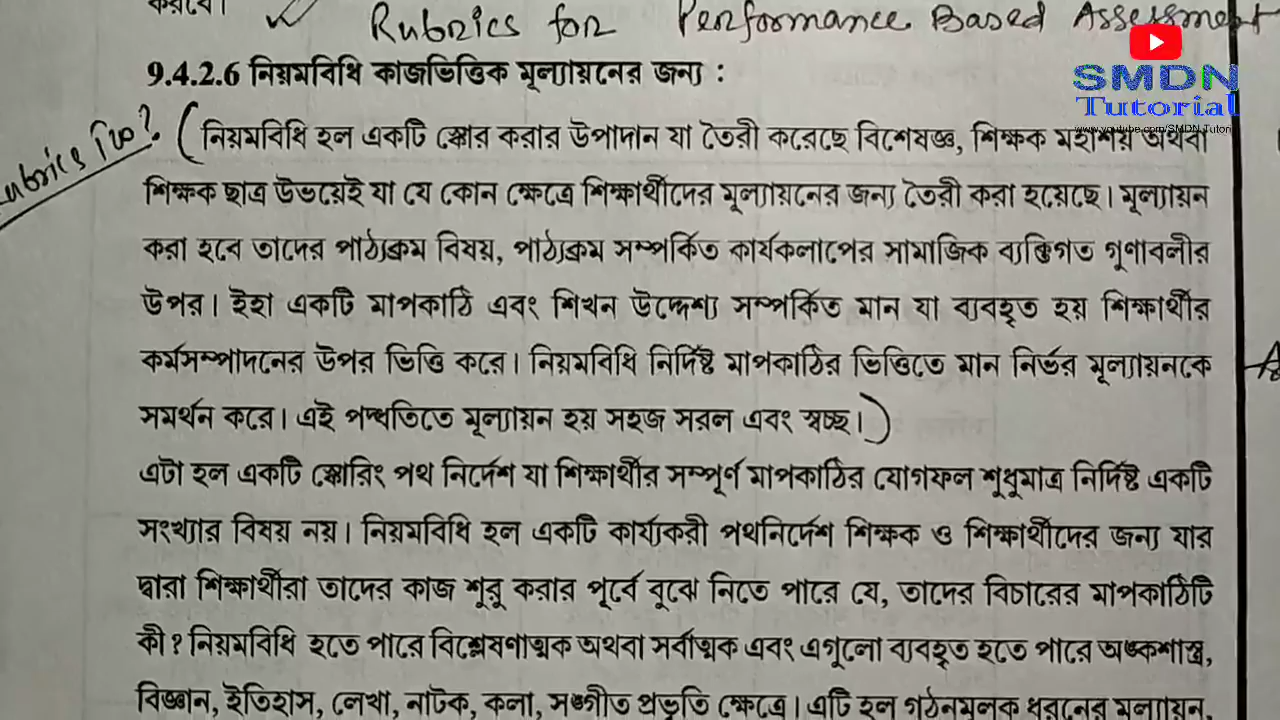 করবে।
Rubrics for Performance Based Assessment
SMDN
Tutorial
www.youtube.com/SMDN Tutori
9.4.2.6 নিয়মবিধি কাজভিত্তিক মূল্যায়নের জন্য :
rubrics
(নিয়মবিধি হল একটি স্কোর করার উপাদান যা তৈরী করেছে বিশেষজ্ঞ, শিক্ষক মহাশয় অথবা
শিক্ষক ছাত্র উভয়েই যা যে কোন ক্ষেত্রে শিক্ষার্থীদের মূল্যায়নের জন্য তৈরী করা হয়েছে। মূল্যায়ন
করা হবে তাদের পাঠ্যক্রম বিষয়, পাঠ্যক্রম সম্পর্কিত কার্যকলাপের সামাজিক ব্যক্তিগত গুণাবলীর
উপর। ইহা একটি মাপকাঠি এবং শিখন উদ্দেশ্য সম্পর্কিত মান যা ব্যবহৃত হয় শিক্ষার্থীর
কর্মসম্পাদনের উপর ভিত্তি করে। নিয়মবিধি নির্দিষ্ট মাপকাঠির ভিত্তিতে মান নির্ভর মূল্যায়নকে
সমর্থন করে। এই পদ্ধতিতে মূল্যায়ন হয় সহজ সরল এবং স্বচ্ছ।)
এটা হল একটি স্কোরিং পথ নির্দেশ যা শিক্ষার্থীর সম্পূর্ণ মাপকাঠির যোগফল শুধুমাত্র নির্দিষ্ট একটি
সংখ্যার বিষয় নয়। নিয়মবিধি হল একটি কার্য্যকরী পথনির্দেশ শিক্ষক ও শিক্ষার্থীদের জন্য যার
দ্বারা শিক্ষার্থীরা তাদের কাজ শুরু করার পূর্বে বুঝে নিতে পারে যে, তাদের বিচারের মাপকাঠিটি
কী? নিয়মবিধি হতে পারে বিশ্লেষণাত্মক অথবা সর্বাত্মক এবং এগুলো ব্যবহৃত হতে পারে অঙ্কশাস্ত্র,
বিজ্ঞান, ইতিহাস, লেখা, নাটক, কলা, সঙ্গীত প্রভৃতি ক্ষেত্রে। এটি হল গঠনমূলক ধরনের মূল্যায়ন,